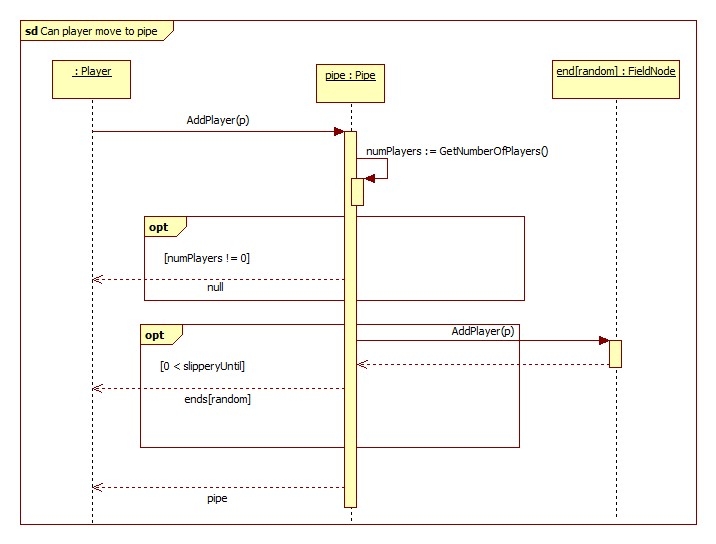 sd Can player move to pipe
: Player
pipe : Pipe
end[random] : FieldNode
AddPlayer(p)
numPlayers := GetNumberOfPlayers()
opt
[numPlayers != 0]
null
opt
AddPlayer(p)
[0 < slipperyUntil]
ends[random]
pipe